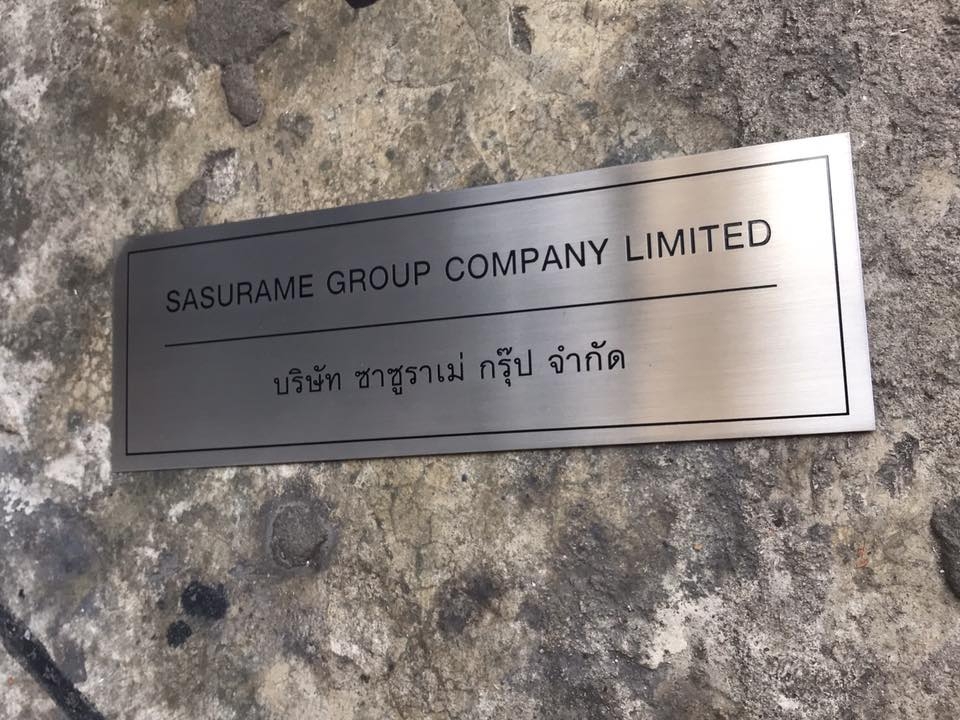 SASURAME GROUP COMPANY LIMITED
บริษัท ซาซูราเม่ กรุ๊ป จำกัด